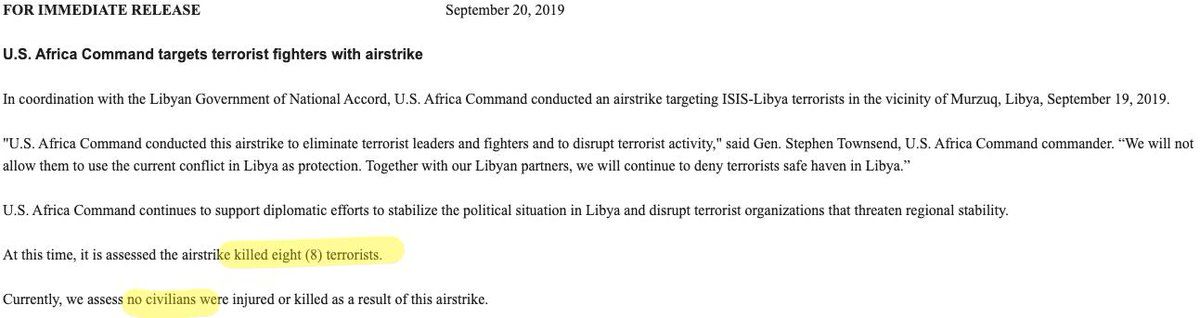 FOR IMMEDIATE RELEASE September 20, 2019
U.S. Africa Command targets terrorist fighters with airstrike
In coordination with the Libyan Government of National Accord, U.S. Africa Command conducted an airstrike targeting ISIS-Libya terrorists in the vicinity of Murzuq, Libya, September 19, 2019.
"U.S. Africa Command conducted this airstrike to eliminate terrorist leaders and fighters and to disrupt terrorist activity," said Gen. Stephen Townsend, U.S. Africa Command commander. “We will not
allow them to use the current conflict in Libya as protection. Together with our Libyan partners, we will continue to deny terrorists safe haven in Libya.”
U.S. Africa Command continues to support diplomatic efforts to stabilize the political situation in Libya and disrupt terrorist organizations that threaten regional stability.
At this time, it is assessed the airstrike killed eight (8) terrorists.
Currently, we assess no civilians were injured or killed as a result of this airstrike.